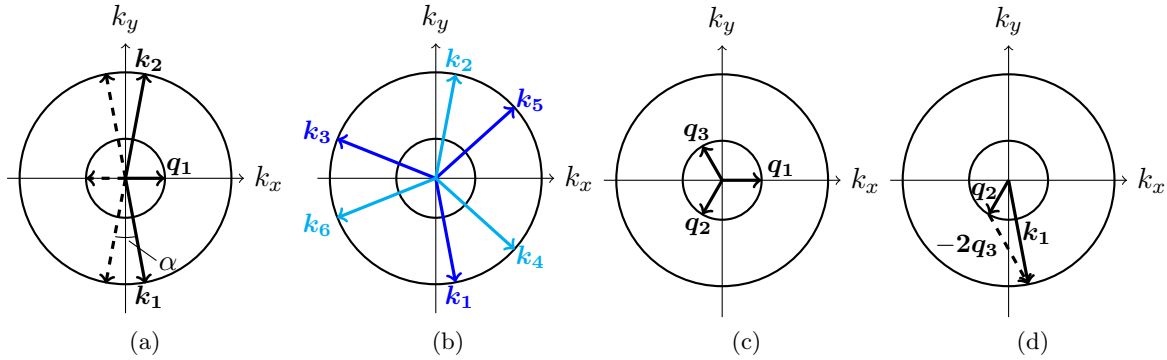 k_y
k_x
k_2
q_1
α
k_1
(a)
k_y
k_x
k_2
k_5
k_3
k_6
k_4
k_1
(b)
k_y
k_x
q_3
q_1
q_2
(c)
k_y
k_x
q_2
k_1
−2q_3
(d)